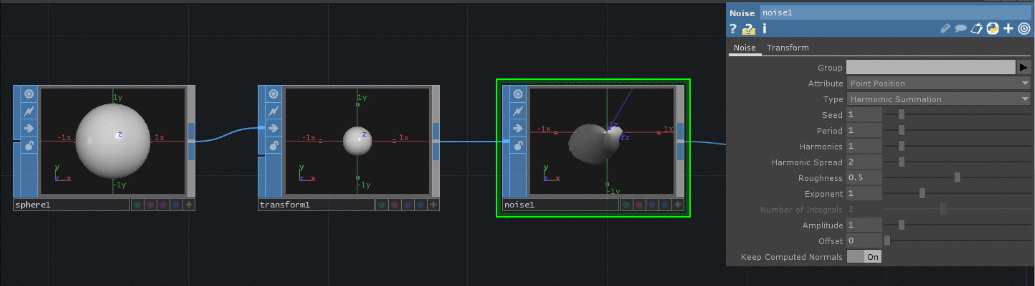 Noise noise1
? ? i
Noise Transform
Group
Attribute Point Position
Type Harmonic Summation
Seed 1
Period 1
Harmonics 1
Harmonic Spread 2
Roughness 0.5
Exponent 1
Number of Integrals 2
Amplitude 1
Offset 0
Keep Computed Normals On
1y
-1x z 1x
-1y
y
x
sphere1
1y
-1x z 1x
-1y
y
x
transform1
-1x 1x
-1y
y
x
noise1